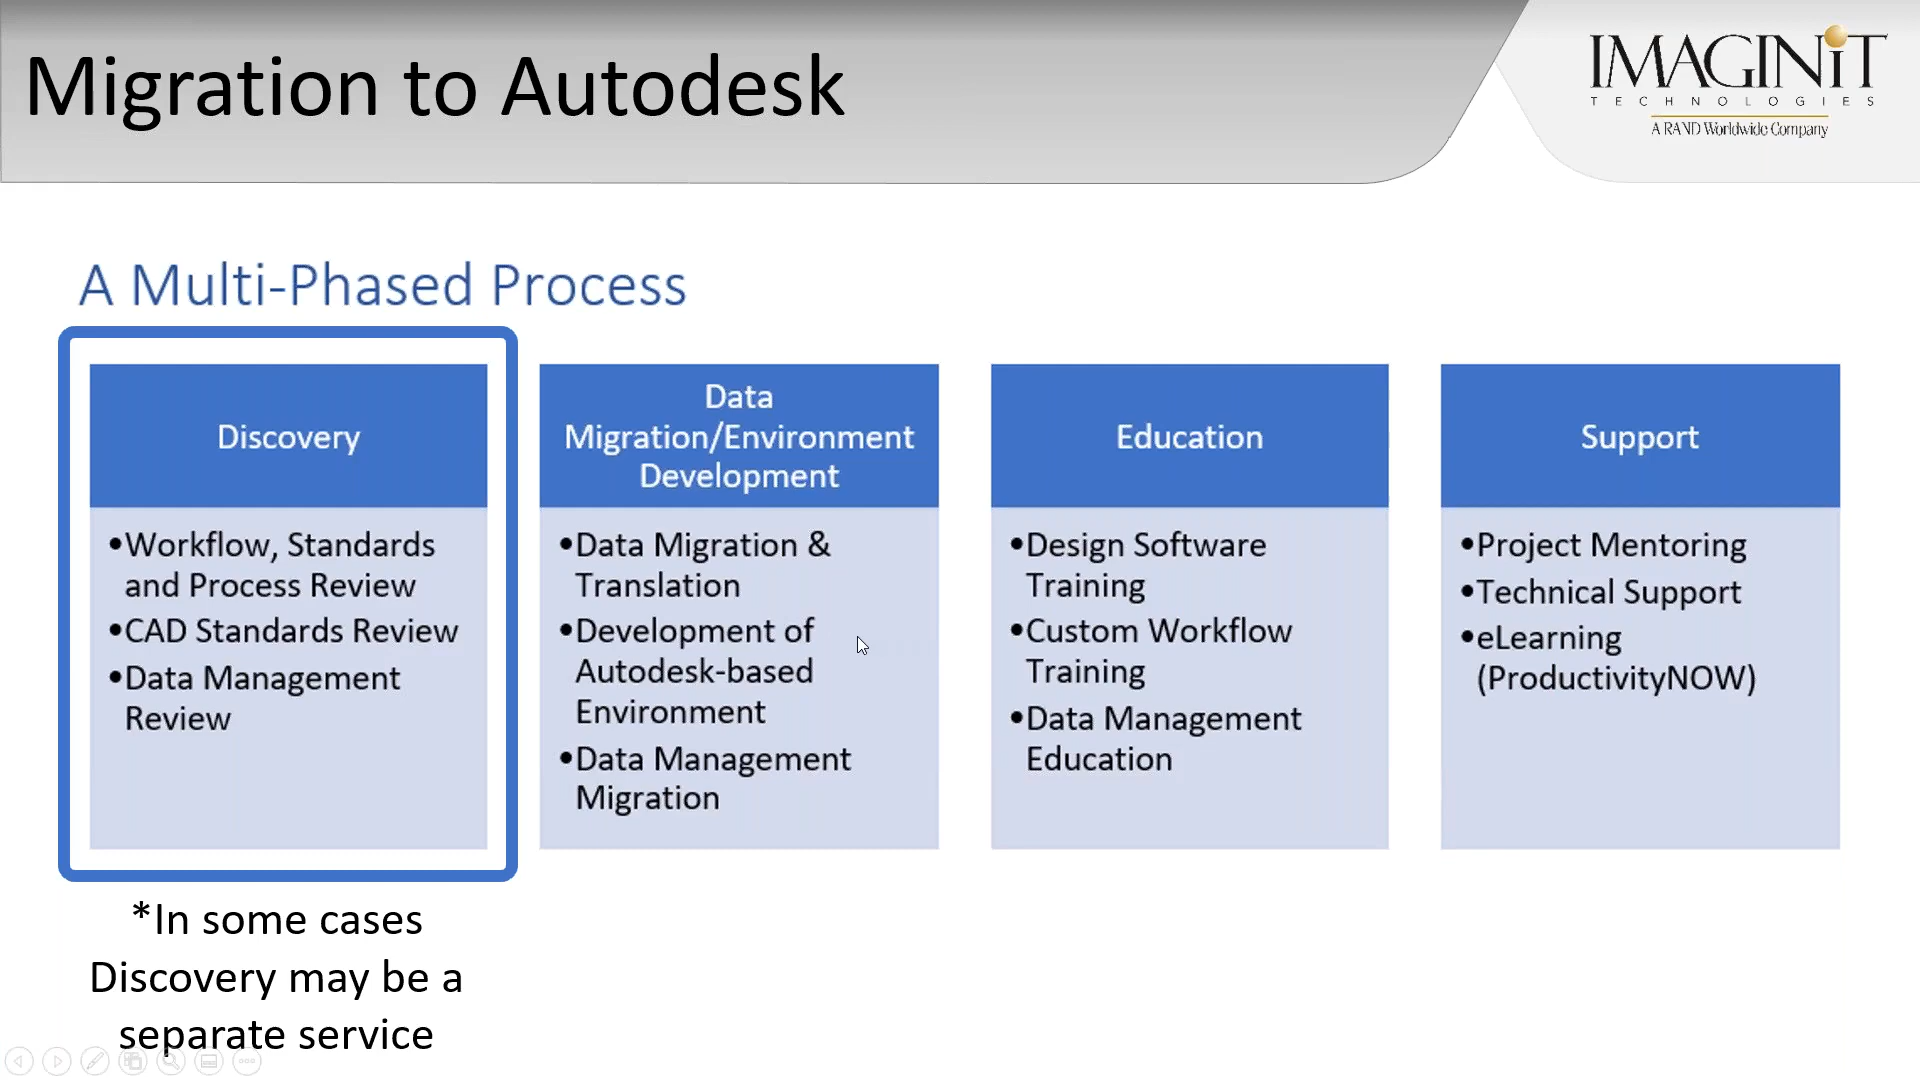 Migration to Autodesk
IMAGINiT
TECHNOLOGIES
A RAND Worldwide Company
A Multi-Phased Process
Discovery
•Workflow, Standards
and Process Review
•CAD Standards Review
•Data Management
Review
Data
Migration/Environment
Development
•Data Migration &
Translation
•Development of
Autodesk-based
Environment
•Data Management
Migration
Education
•Design Software
Training
•Custom Workflow
Training
•Data Management
Education
Support
•Project Mentoring
•Technical Support
•eLearning
(ProductivityNOW)
*In some cases
Discovery may be a
separate service